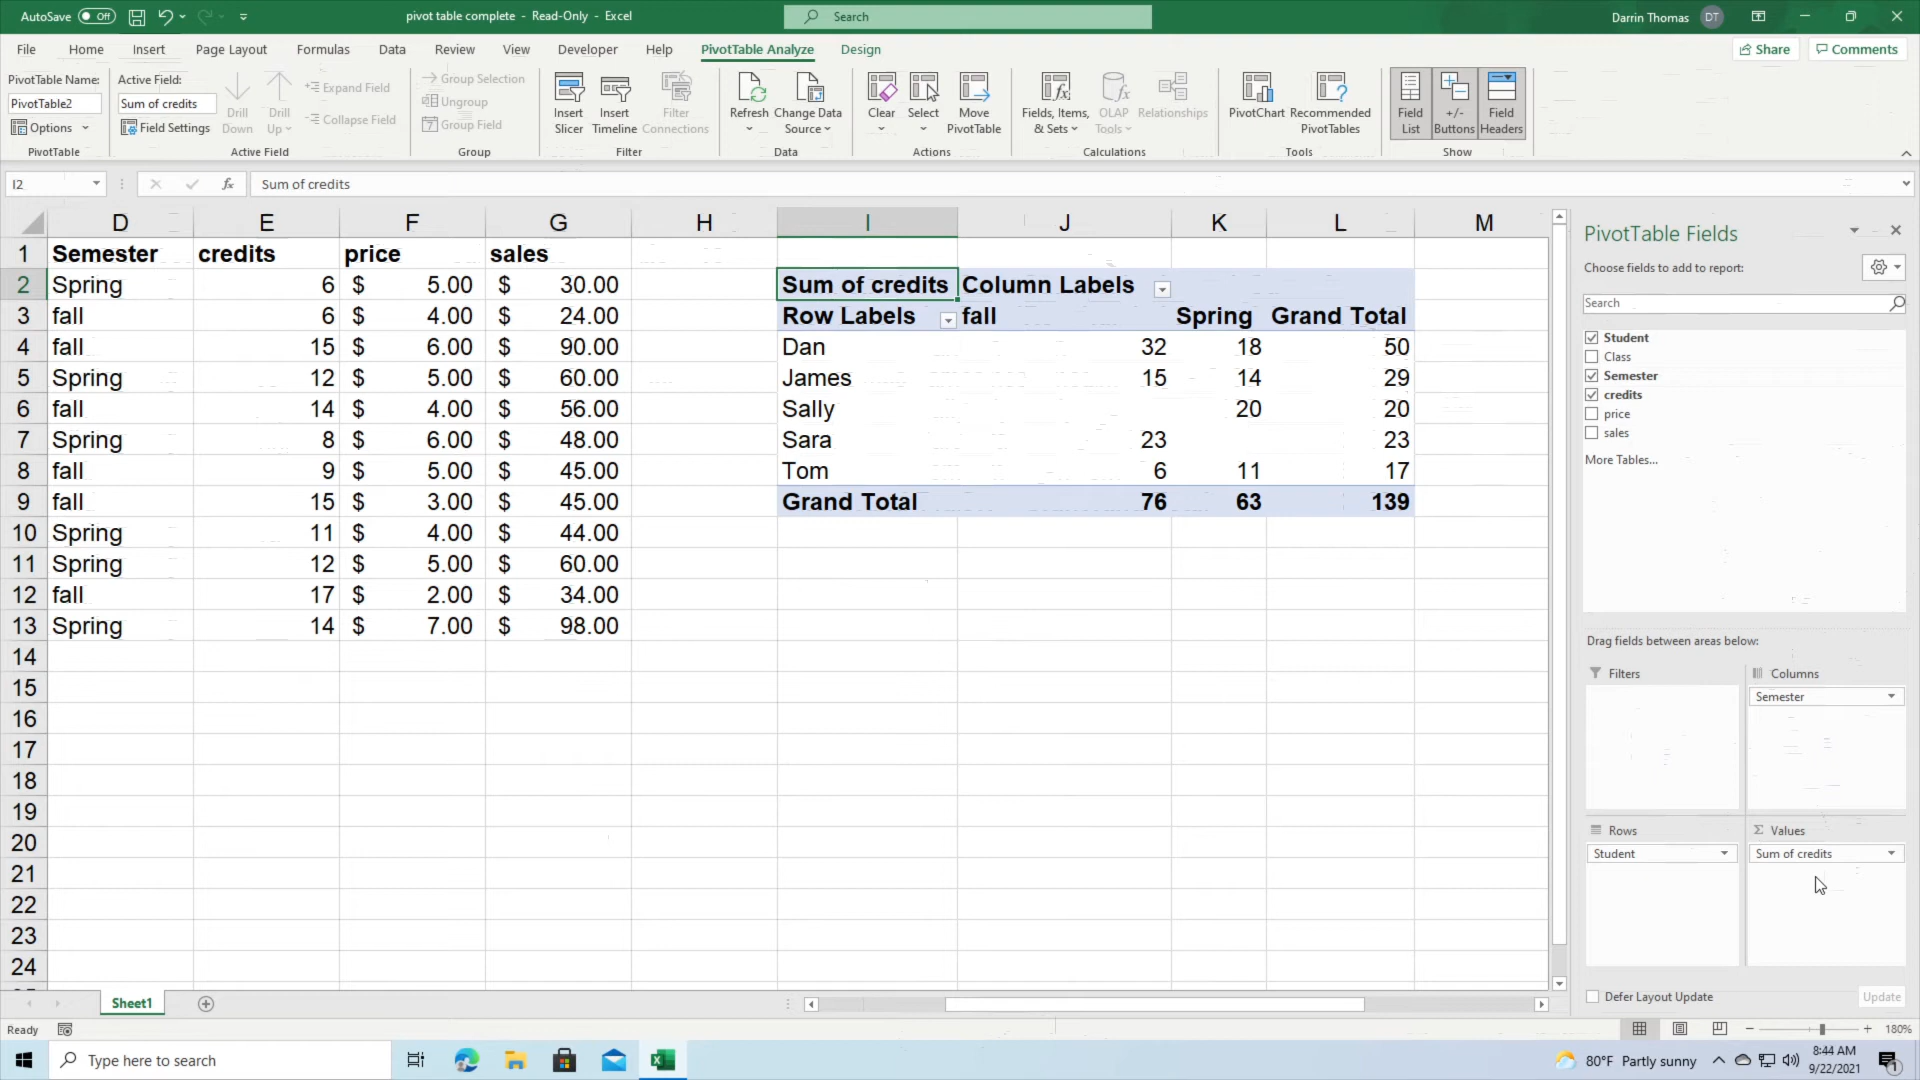 AutoSave Off pivot table complete - Read-Only - Excel Search Darrin Thomas DT
File Home Insert Page Layout Formulas Data Review View Developer Help PivotTable Analyze Design Share Comments
PivotTable Name:
PivotTable2
Options
PivotTable
Active Field:
Sum of credits
Field Settings
Drill Down
Drill Up
Expand Field
Collapse Field
Active Field
Group Selection
Ungroup
Group Field
Group
Insert Slicer
Insert Timeline
Filter Connections
Filter
Refresh
Change Data Source
Data
Clear
Select
Move PivotTable
Actions
Fields, Items, & Sets
OLAP Tools
Relationships
Calculations
PivotChart
Recommended PivotTables
Tools
Field List
+/- Buttons
Field Headers
Show
I2 fx Sum of credits
D E F G H I J K L M
1 Semester credits price sales
2 Spring 6 $ 5.00 $ 30.00 Sum of credits Column Labels
3 fall 6 $ 4.00 $ 24.00 Row Labels fall Spring Grand Total
4 fall 15 $ 6.00 $ 90.00 Dan 32 18 50
5 Spring 12 $ 5.00 $ 60.00 James 15 14 29
6 fall 14 $ 4.00 $ 56.00 Sally 20 20
7 Spring 8 $ 6.00 $ 48.00 Sara 23 23
8 fall 9 $ 5.00 $ 45.00 Tom 6 11 17
9 fall 15 $ 3.00 $ 45.00 Grand Total 76 63 139
10 Spring 11 $ 4.00 $ 44.00
11 Spring 12 $ 5.00 $ 60.00
12 fall 17 $ 2.00 $ 34.00
13 Spring 14 $ 7.00 $ 98.00
14
15
16
17
18
19
20
21
22
23
24
PivotTable Fields
Choose fields to add to report:
Search
Student
Class
Semester
credits
price
sales
More Tables...
Drag fields between areas below:
Filters Columns
Semester
Rows Σ Values
Student Sum of credits
Defer Layout Update Update
Sheet1
Ready 180%
Type here to search 80°F Partly sunny 8:44 AM
9/22/2021 1